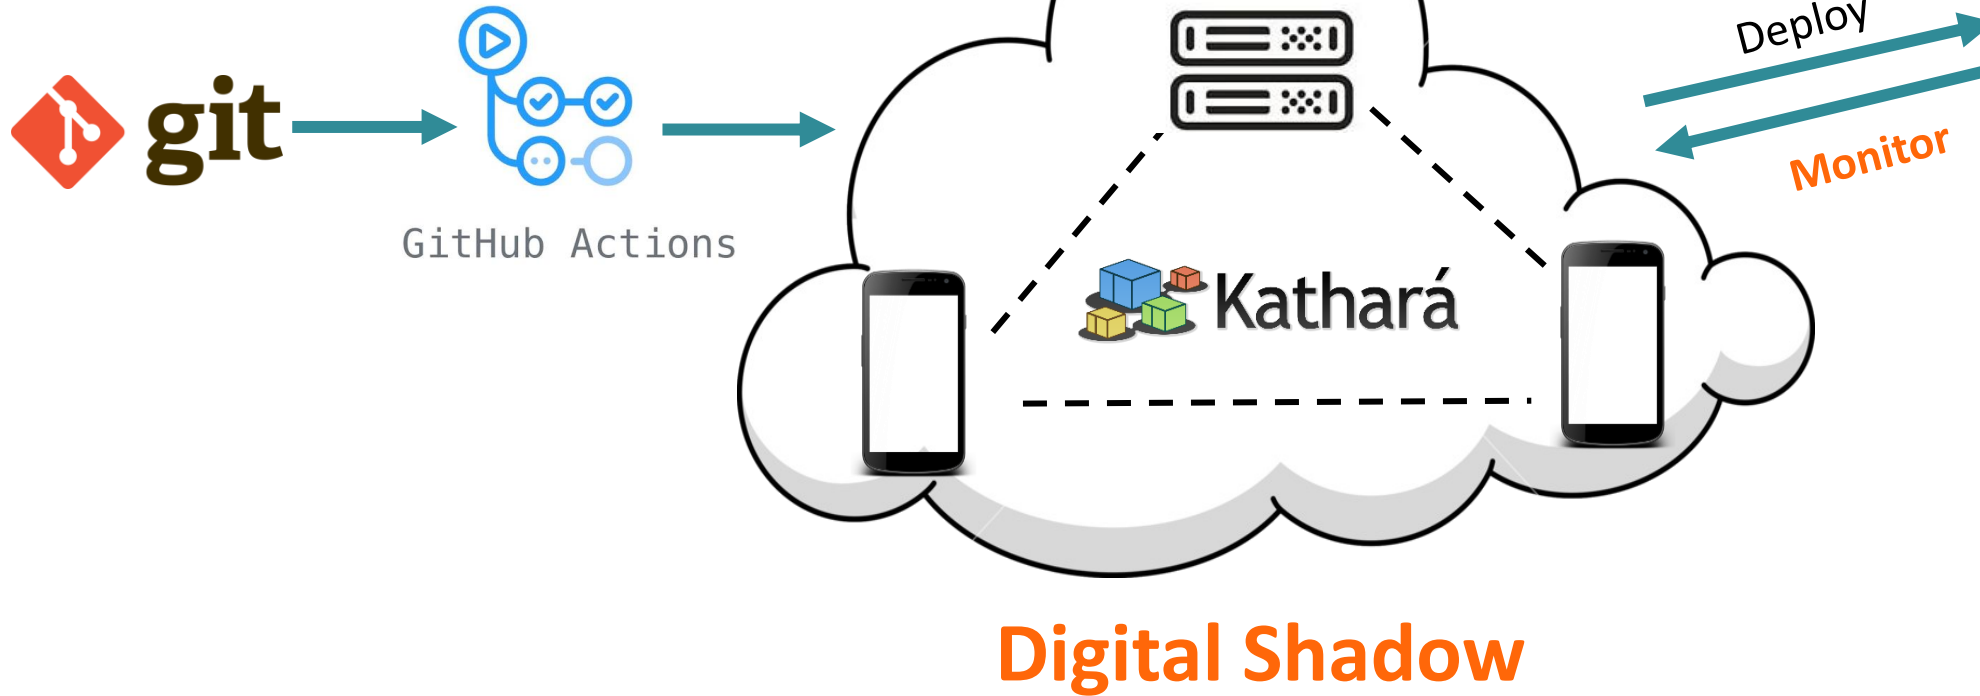 git
GitHub Actions
Deploy
Monitor
Kathará
Digital Shadow